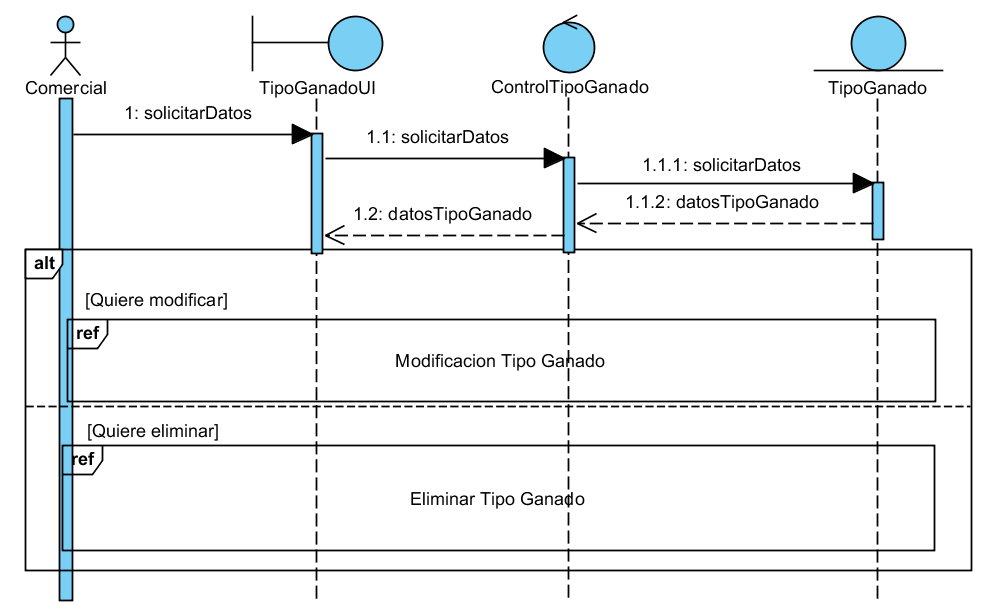 Comercial
TipoGanadoUI
ControlTipoGanado
TipoGanado
1: solicitarDatos
1.1: solicitarDatos
1.1.1: solicitarDatos
1.1.2: datosTipoGanado
1.2: datosTipoGanado
alt
[Quiere modificar]
ref
Modificacion Tipo Ganado
[Quiere eliminar]
ref
Eliminar Tipo Ganado